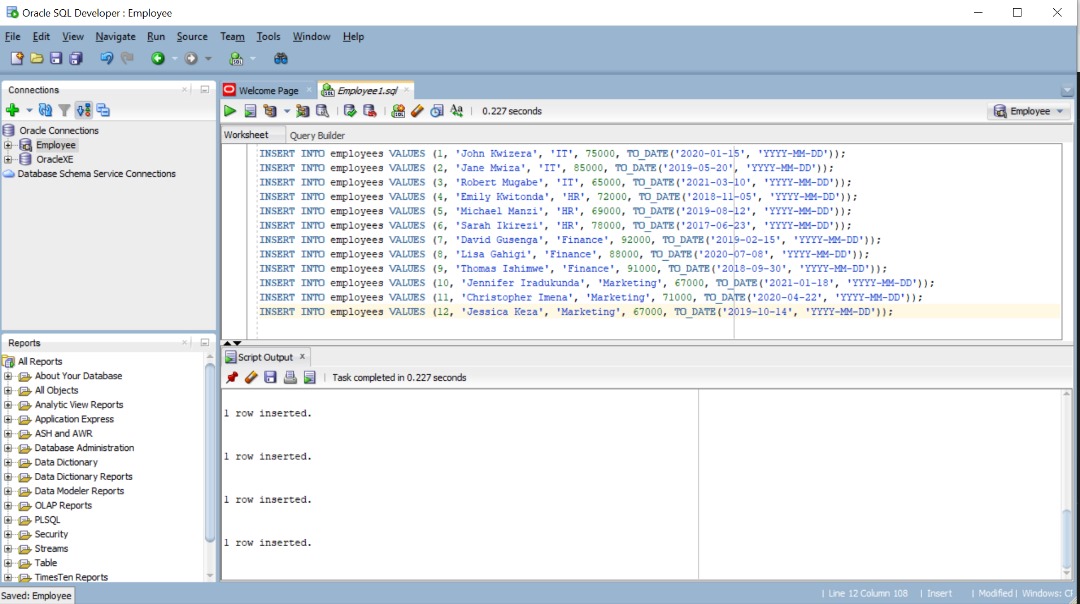 Oracle SQL Developer : Employee
File Edit View Navigate Run Source Team Tools Window Help
Connections
Welcome Page
Employee1.sql
0.227 seconds
Employee
Worksheet Query Builder
Oracle Connections
Employee
OracleXE
Database Schema Service Connections
INSERT INTO employees VALUES (1, 'John Kwizera', 'IT', 75000, TO_DATE('2020-01-15', 'YYYY-MM-DD'));
INSERT INTO employees VALUES (2, 'Jane Mwiza', 'IT', 85000, TO_DATE('2019-05-20', 'YYYY-MM-DD'));
INSERT INTO employees VALUES (3, 'Robert Mugabe', 'IT', 65000, TO_DATE('2021-03-10', 'YYYY-MM-DD'));
INSERT INTO employees VALUES (4, 'Emily Kwitonda', 'HR', 72000, TO_DATE('2018-11-05', 'YYYY-MM-DD'));
INSERT INTO employees VALUES (5, 'Michael Manzi', 'HR', 69000, TO_DATE('2019-08-12', 'YYYY-MM-DD'));
INSERT INTO employees VALUES (6, 'Sarah Ikirezi', 'HR', 78000, TO_DATE('2017-06-23', 'YYYY-MM-DD'));
INSERT INTO employees VALUES (7, 'David Gusenga', 'Finance', 92000, TO_DATE('2019-02-15', 'YYYY-MM-DD'));
INSERT INTO employees VALUES (8, 'Lisa Gahigi', 'Finance', 88000, TO_DATE('2020-07-08', 'YYYY-MM-DD'));
INSERT INTO employees VALUES (9, 'Thomas Ishimwe', 'Finance', 91000, TO_DATE('2018-09-30', 'YYYY-MM-DD'));
INSERT INTO employees VALUES (10, 'Jennifer Iradukunda', 'Marketing', 67000, TO_DATE('2021-01-18', 'YYYY-MM-DD'));
INSERT INTO employees VALUES (11, 'Christopher Imena', 'Marketing', 71000, TO_DATE('2020-04-22', 'YYYY-MM-DD'));
INSERT INTO employees VALUES (12, 'Jessica Keza', 'Marketing', 67000, TO_DATE('2019-10-14', 'YYYY-MM-DD'));
Reports
All Reports
About Your Database
All Objects
Analytic View Reports
Application Express
ASH and AWR
Database Administration
Data Dictionary
Data Dictionary Reports
Data Modeler Reports
OLAP Reports
PLSQL
Security
Streams
Table
TimesTen Reports
Script Output x
Task completed in 0.227 seconds
1 row inserted.
1 row inserted.
1 row inserted.
1 row inserted.
Saved: Employee
| Line 12 Column 108 | Insert | Modified | Windows: C